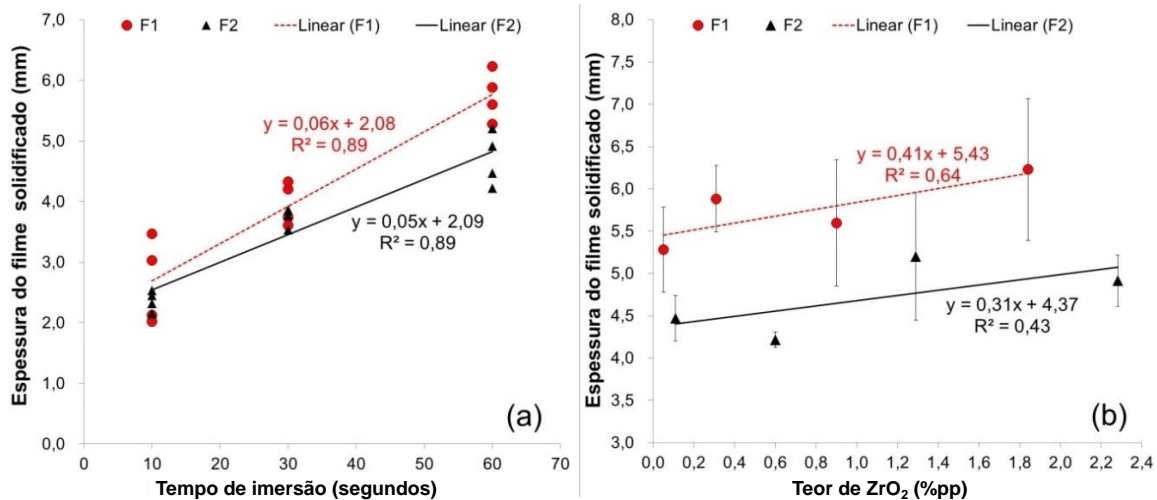 F1 F2 Linear (F1) Linear (F2)
Espessura do filme solidificado (mm)
7,0
6,0
5,0
4,0
3,0
2,0
1,0
0,0
y = 0,06x + 2,08
R² = 0,89
y = 0,05x + 2,09
R² = 0,89
(a)
0 10 20 30 40 50 60 70
Tempo de imersão (segundos)
F1 F2 Linear (F1) Linear (F2)
Espessura do filme solidificado (mm)
8,0
7,5
7,0
6,5
6,0
5,5
5,0
4,5
4,0
3,5
3,0
y = 0,41x + 5,43
R² = 0,64
y = 0,31x + 4,37
R² = 0,43
(b)
0,0 0,2 0,4 0,6 0,8 1,0 1,2 1,4 1,6 1,8 2,0 2,2 2,4
Teor de ZrO₂ (%pp)